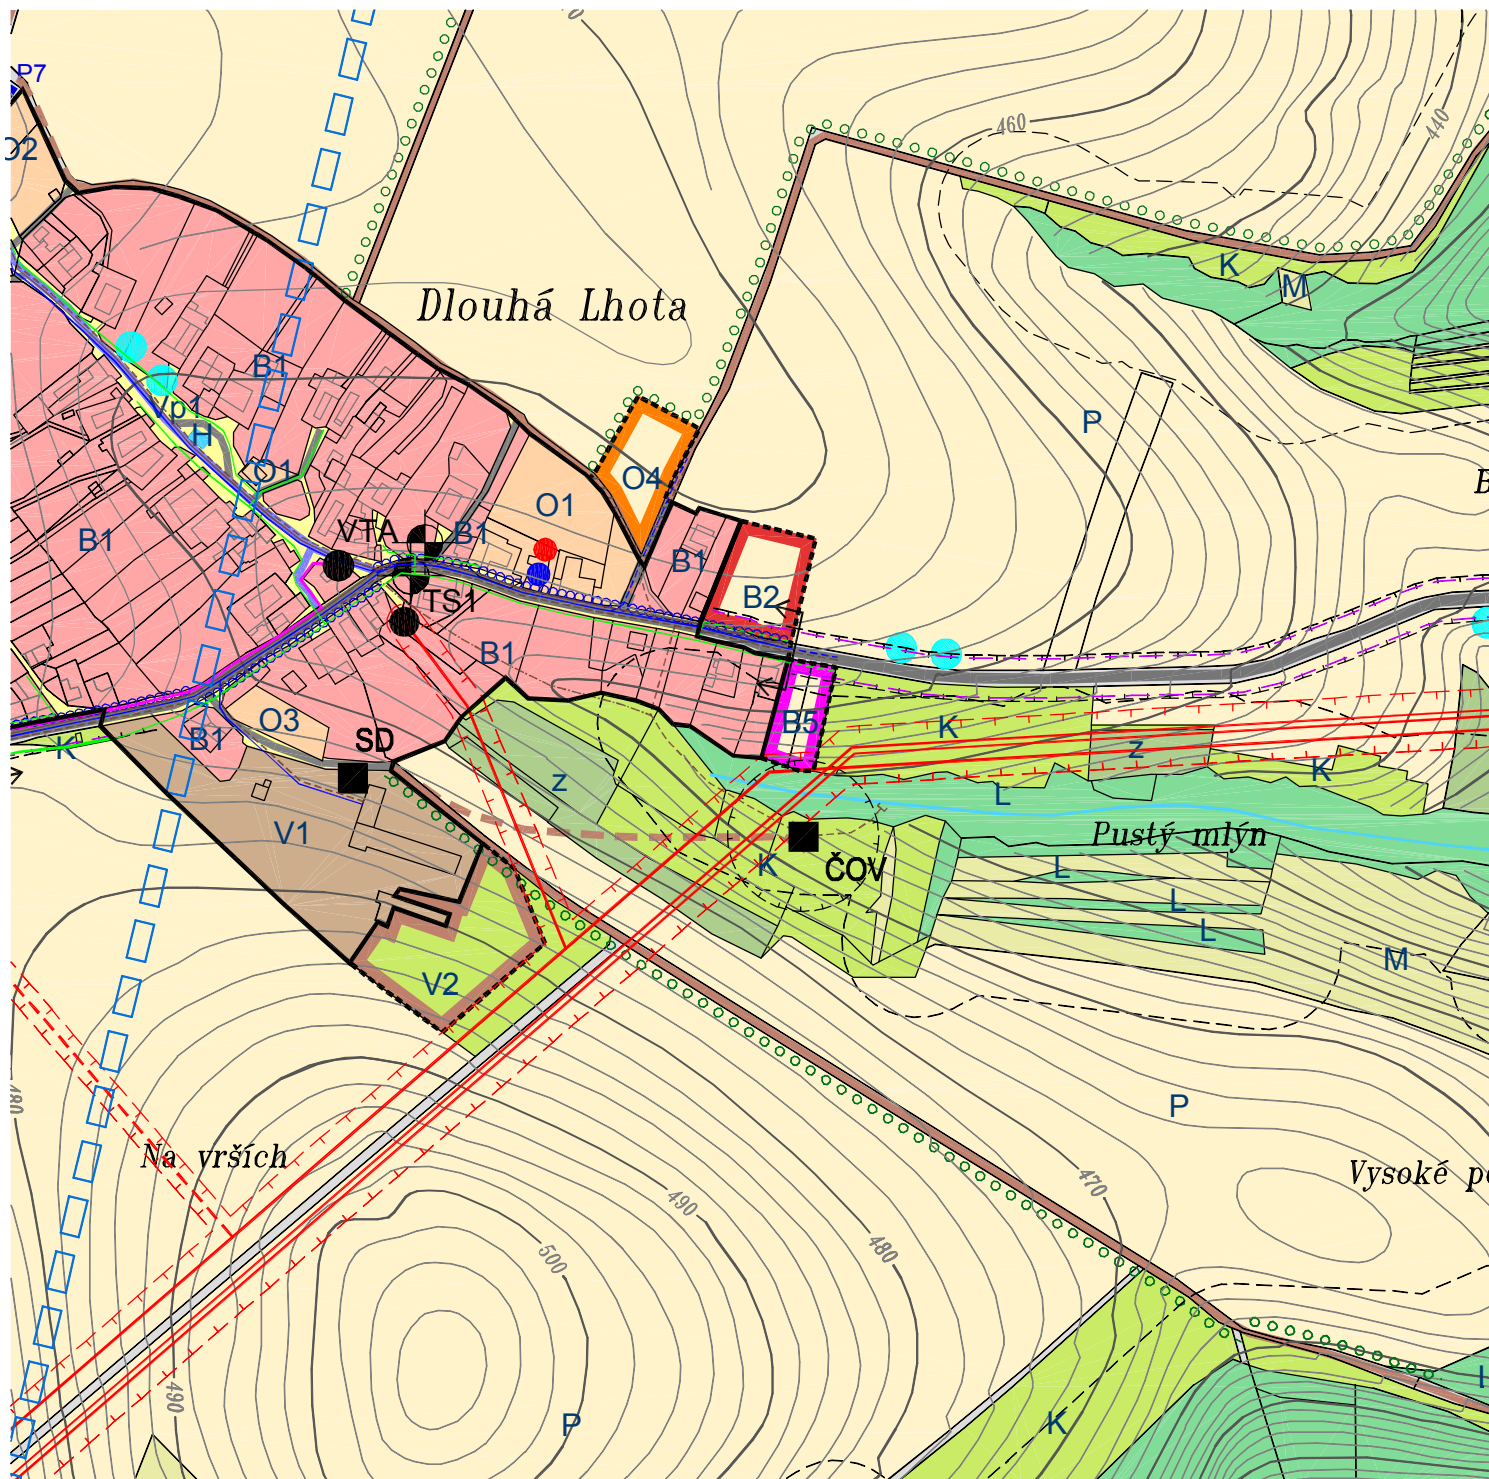 P7
460
440
O2
K
M
Dlouhá Lhota
B1
Vp1
H
O1
P
O4
O1
B1
VTA
B1
B1
B2
TS1
B1
O3
B1
SD
K
B5
K
z
K
z
L
V1
Pustý mlýn
K
ČOV
L
L
L
M
V2
480
P
Na vrších
Vysoké
470
490
500
480
490
P
K